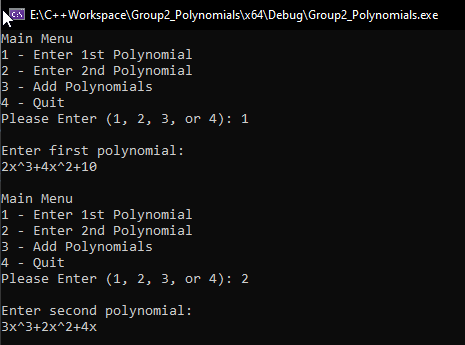 E:\C++Workspace\Group2_Polynomials\x64\Debug\Group2_Polynomials.exe
Main Menu
1 - Enter 1st Polynomial
2 - Enter 2nd Polynomial
3 - Add Polynomials
4 - Quit
Please Enter (1, 2, 3, or 4): 1
Enter first polynomial:
2x^3+4x^2+10
Main Menu
1 - Enter 1st Polynomial
2 - Enter 2nd Polynomial
3 - Add Polynomials
4 - Quit
Please Enter (1, 2, 3, or 4): 2
Enter second polynomial:
3x^3+2x^2+4x